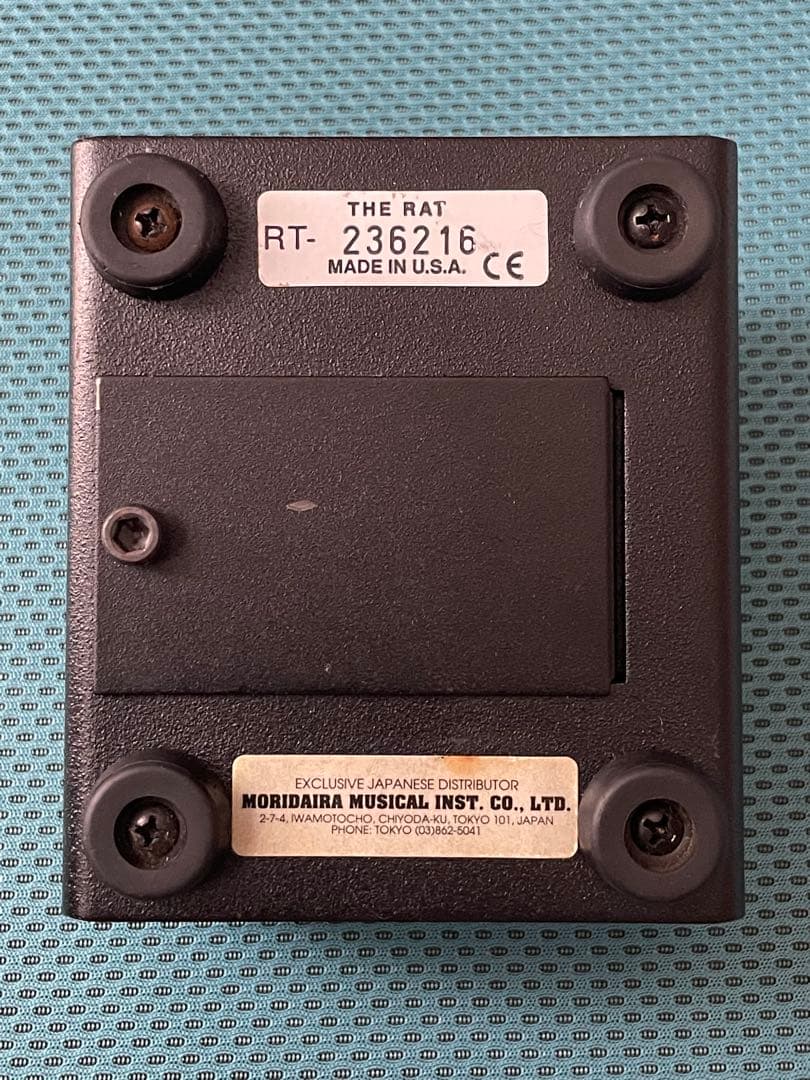 THE RAT
RT- 236216
MADE IN U.S.A. CE
EXCLUSIVE JAPANESE DISTRIBUTOR
MORIDAIRA MUSICAL INST. CO., LTD.
2-7-4, IWAMOTOCHO, CHIYODA-KU, TOKYO 101, JAPAN
PHONE: TOKYO (03)862-5041